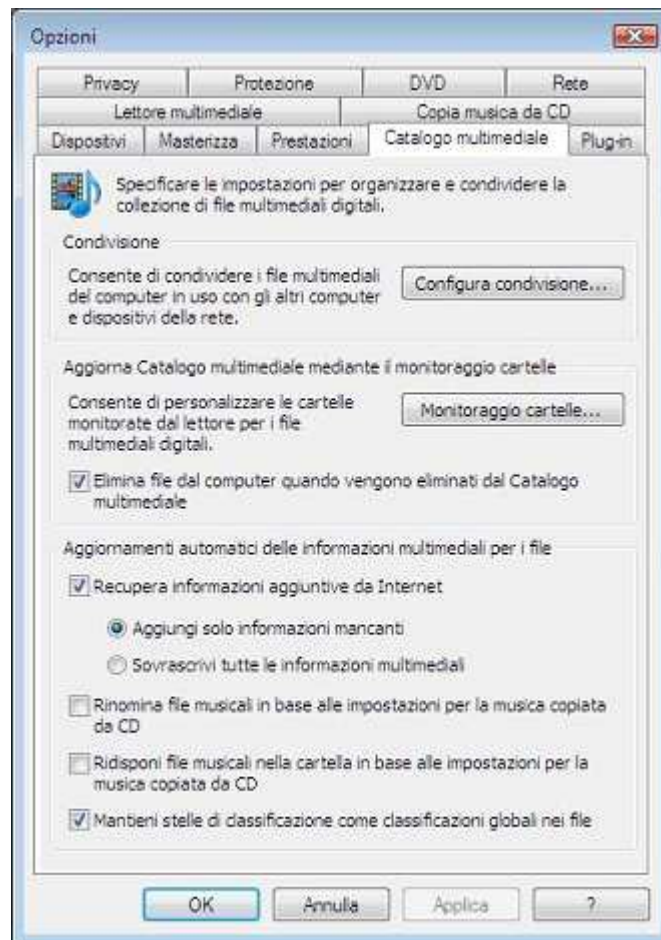 Opzioni
Privacy
Protezione
DVD
Rete
Lettore multimediale
Copia musica da CD
Dispositivi
Masterizza
Prestazioni
Catalogo multimediale
Plug-in
Specificare le impostazioni per organizzare e condividere la
collezione di file multimediali digitali.
Condivisione
Consente di condividere i file multimediali
del computer in uso con gli altri computer
e dispositivi della rete.
Configura condivisione...
Aggiorna Catalogo multimediale mediante il monitoraggio cartelle
Consente di personalizzare le cartelle
monitorate dal lettore per i file
multimediali digitali.
Monitoraggio cartelle...
Elimina file dal computer quando vengono eliminati dal Catalogo
multimediale
Aggiornamenti automatici delle informazioni multimediali per i file
Recupera informazioni aggiuntive da Internet
Aggiungi solo informazioni mancanti
Sovrascrivi tutte le informazioni multimediali
Rinomina file musicali in base alle impostazioni per la musica copiata
da CD
Ridisponi file musicali nella cartella in base alle impostazioni per la
musica copiata da CD
Mantieni stelle di classificazione come classificazioni globali nei file
OK
Annulla
Applica
?